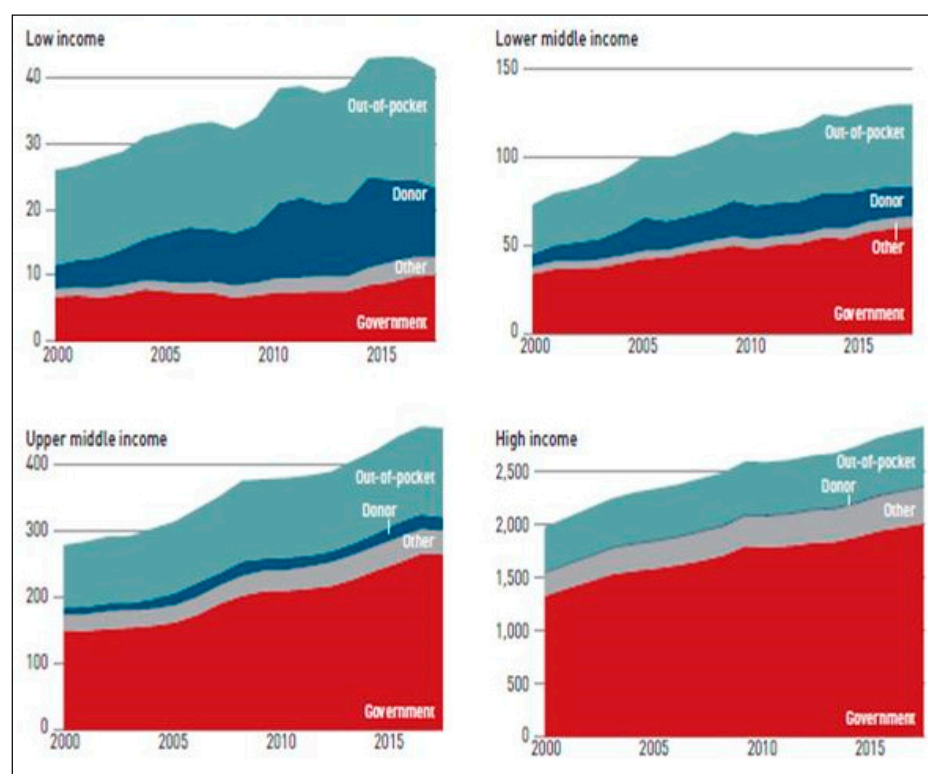 Low income
40
30
20
10
0
Out-of-pocket
Donor
Other
Government
2000 2005 2010 2015
Lower middle income
150
100
50
0
Out-of-pocket
Donor
Other
Government
2000 2005 2010 2015
Upper middle income
400
300
200
100
0
Out-of-pocket
Donor
Other
Government
2000 2005 2010 2015
High income
2,500
2,000
1,500
1,000
500
0
Out-of-pocket
Donor
Other
Government
2000 2005 2010 2015